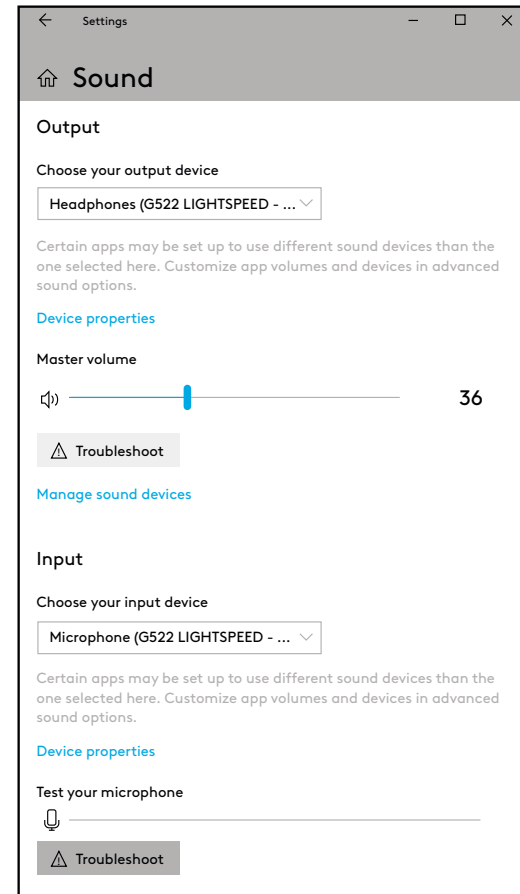 Settings
Sound
Output
Choose your output device
Headphones (G522 LIGHTSPEED - ...
Certain apps may be set up to use different sound devices than the
one selected here. Customize app volumes and devices in advanced
sound options.
Device properties
Master volume
36
Troubleshoot
Manage sound devices
Input
Choose your input device
Microphone (G522 LIGHTSPEED - ...
Certain apps may be set up to use different sound devices than the
one selected here. Customize app volumes and devices in advanced
sound options.
Device properties
Test your microphone
Troubleshoot